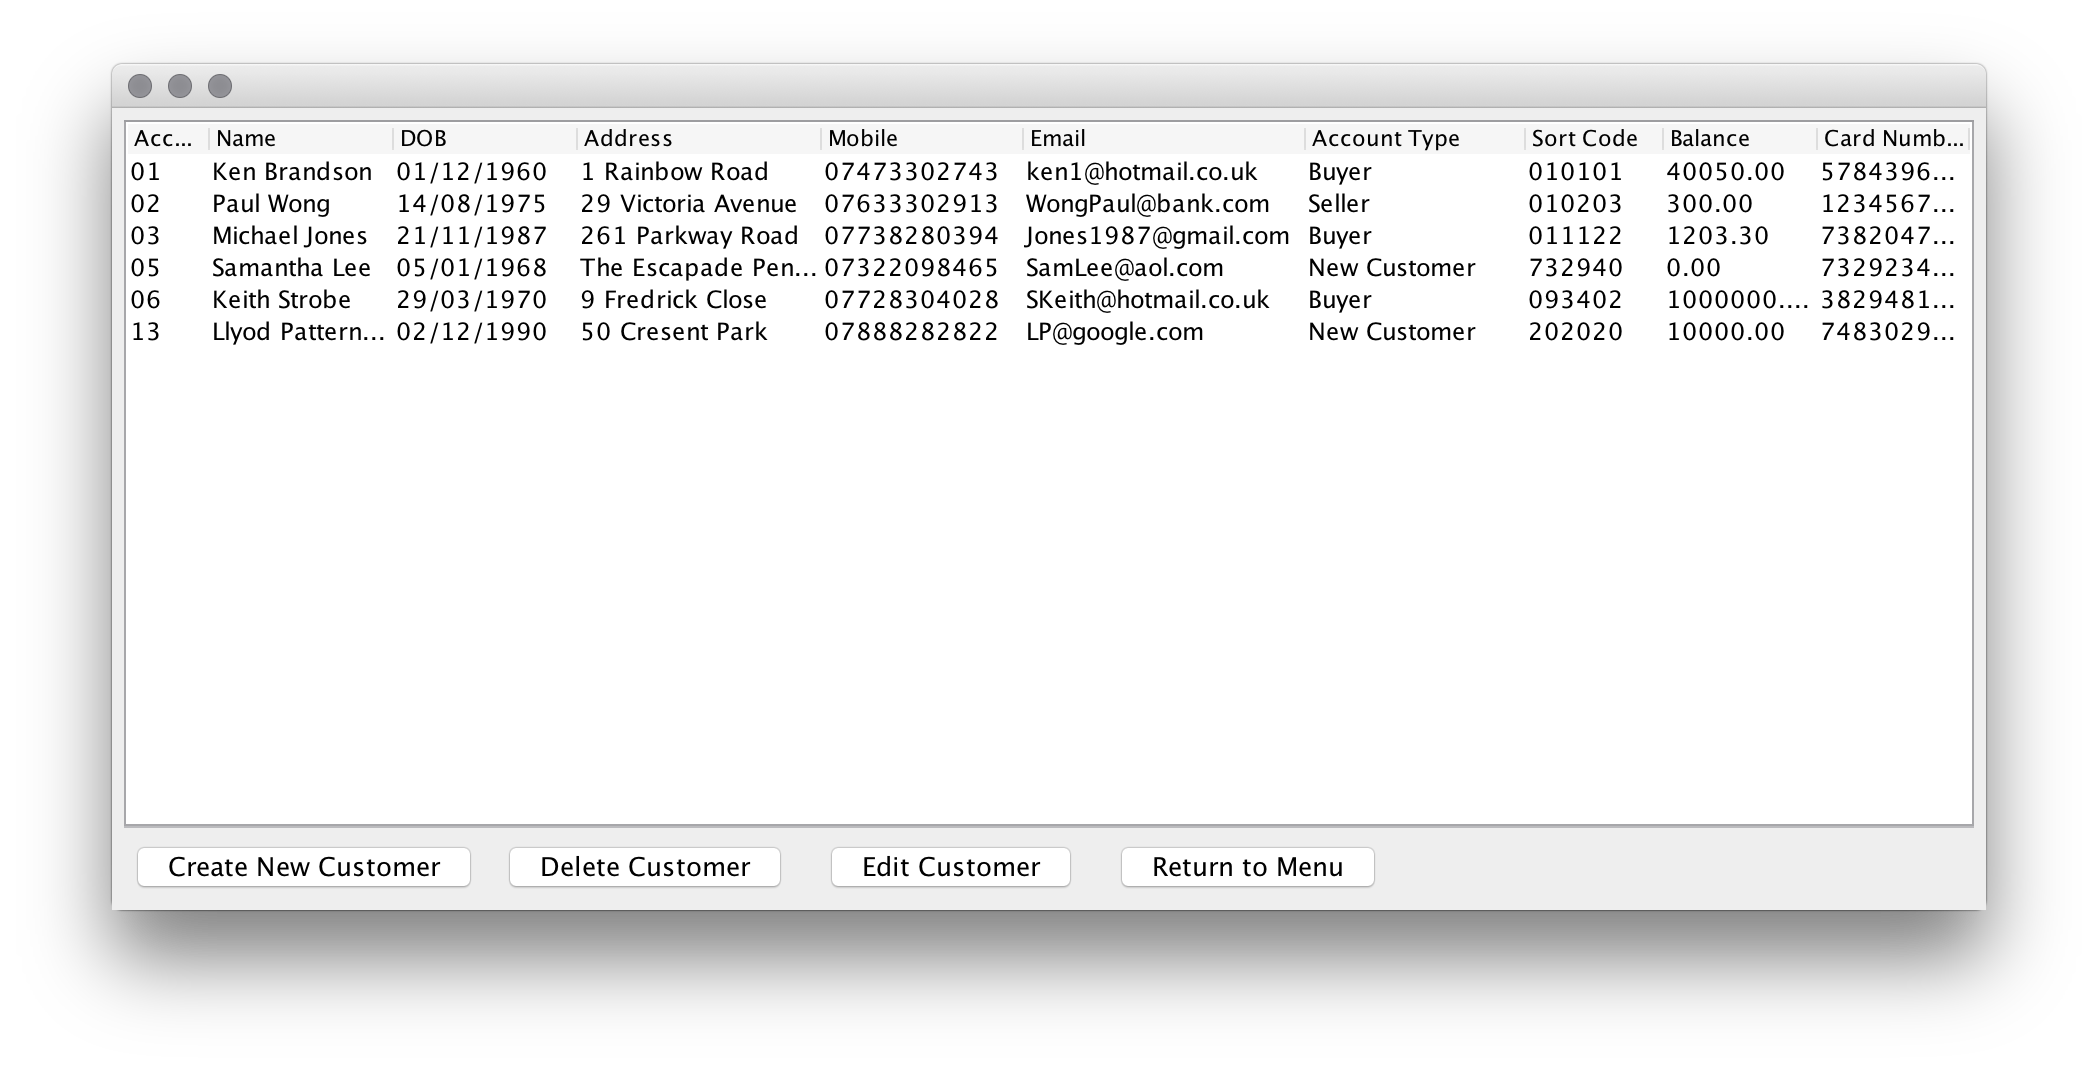 Acc... Name DOB Address Mobile Email Account Type Sort Code Balance Card Numb...
01 Ken Brandson 01/12/1960 1 Rainbow Road 07473302743 ken1@hotmail.co.uk Buyer 010101 40050.00 5784396...
02 Paul Wong 14/08/1975 29 Victoria Avenue 07633302913 WongPaul@bank.com Seller 010203 300.00 1234567...
03 Michael Jones 21/11/1987 261 Parkway Road 07738280394 Jones1987@gmail.com Buyer 011122 1203.30 7382047...
05 Samantha Lee 05/01/1968 The Escapade Pen... 07322098465 SamLee@aol.com New Customer 732940 0.00 7329234...
06 Keith Strobe 29/03/1970 9 Fredrick Close 07728304028 SKeith@hotmail.co.uk Buyer 093402 1000000.... 3829481...
13 Llyod Pattern... 02/12/1990 50 Cresent Park 07888282822 LP@google.com New Customer 202020 10000.00 7483029...
Create New Customer Delete Customer Edit Customer Return to Menu